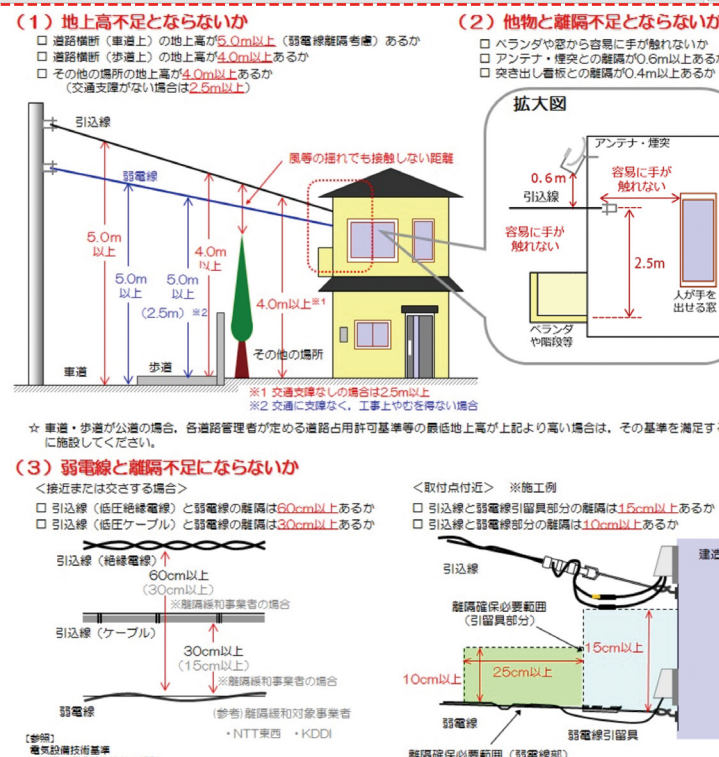 (1) 地上高不足とならないか
□ 道路横断（車道上）の地上高が5.0m以上（弱電線離隔考慮）あるか
□ 道路横断（歩道上）の地上高が4.0m以上あるか
□ その他の場所の地上高が4.0m以上あるか
（交通支障がない場合は2.5m以上）
引込線
弱電線
風等の揺れでも接触しない距離
5.0m
以上
5.0m
以上
5.0m
以上
（2.5m）※2
4.0m
以上
4.0m以上※1
その他の場所
車道
歩道
※1 交通支障なしの場合は2.5m以上
※2 交通に支障なく，工事上やむを得ない場合
(2) 他物と離隔不足とならないか
□ ベランダや窓から容易に手が触れないか
□ アンテナ・煙突との離隔が0.6m以上あるか
□ 突き出し看板との離隔が0.4m以上あるか
拡大図
アンテナ・煙突
0.6m
容易に手が
触れない
引込線
容易に手が
触れない
2.5m
人が手を
出せる窓
ベランダ
や階段等
☆ 車道・歩道が公道の場合，各道路管理者が定める道路占用許可基準等の最低地上高が上記より高い場合は，その基準を満足する
に施設してください。
(3) 弱電線と離隔不足にならないか
＜接近または交さする場合＞
□ 引込線（低圧絶縁電線）と弱電線の離隔は60cm以上あるか
□ 引込線（低圧ケーブル）と弱電線の離隔は30cm以上あるか
引込線（絶縁電線）
60cm以上
（30cm以上）
※離隔緩和事業者の場合
引込線（ケーブル）
30cm以上
（15cm以上）
※離隔緩和事業者の場合
弱電線
(参考)離隔緩和対象事業者
・NTT東西 ・KDDI
【参照】
電気設備技術基準
＜取付点付近＞ ※施工例
□ 引込線と弱電線引留具部分の離隔は15cm以上あるか
□ 引込線と弱電線部分の離隔は10cm以上あるか
引込線
建造
離隔確保必要範囲
（引留具部分）
15cm以上
25cm以上
10cm以上
弱電線
弱電線引留具
離隔確保必要範囲（弱電線部）